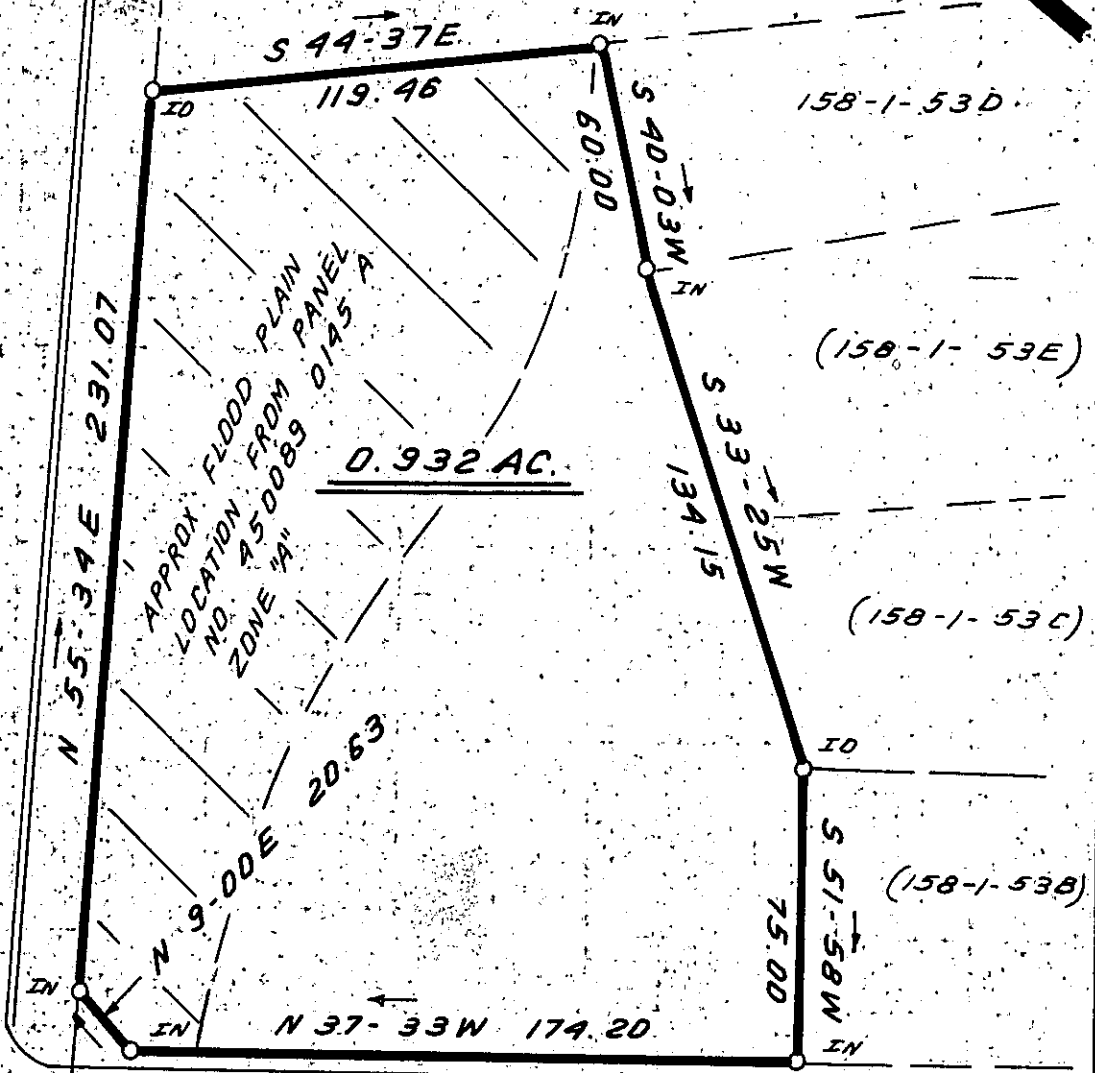 S 44-37E
119.46
IN
IO
S 40-03W
60.00
158-1-53D
IN
(158-1-53E)
N 55-34E 231.07
APPROX. FLOOD PLAIN
LOCATION FROM PANEL
NO. 450089 0145 A
ZONE "A"
0.932 AC.
S 33-25W
134.15
(158-1-53C)
IO
N 9-00E 20.63
S 51-58W
75.00
(158-1-53B)
IN
IN
N 37-33W 174.20
IN